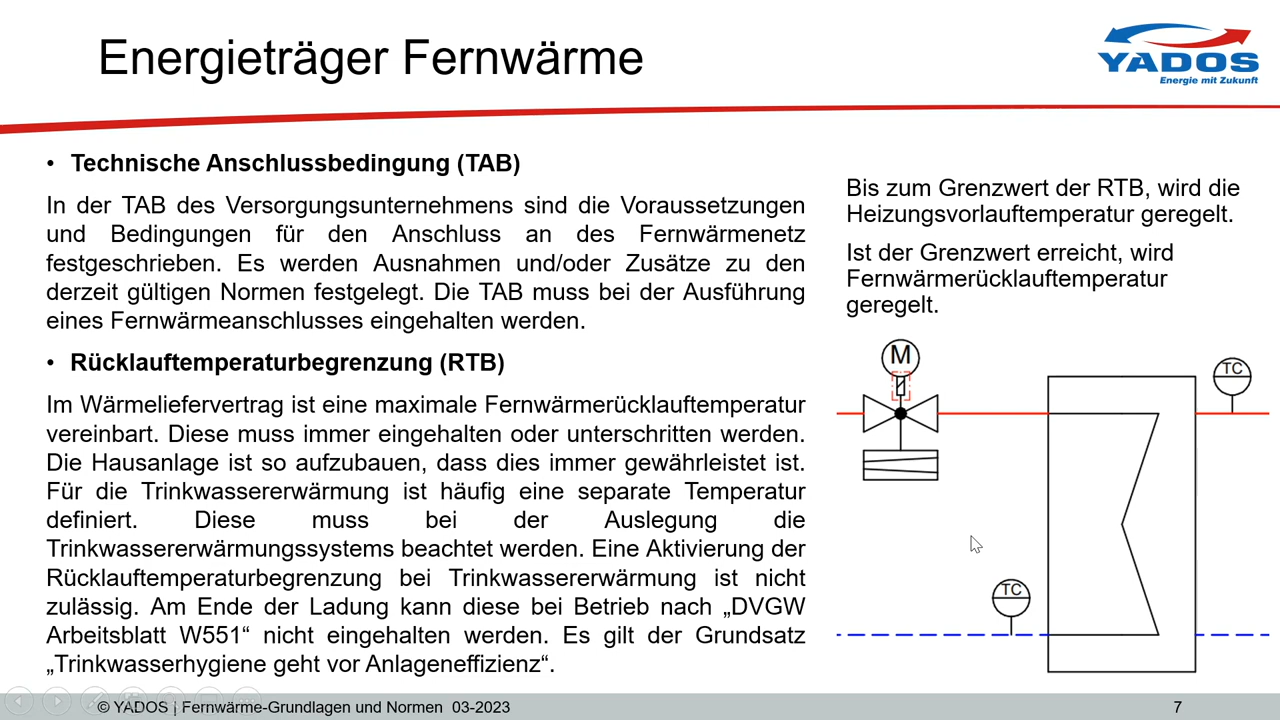 Energieträger Fernwärme
YADOS
Energie mit Zukunft
• Technische Anschlussbedingung (TAB)
In der TAB des Versorgungsunternehmens sind die Voraussetzungen
und Bedingungen für den Anschluss an des Fernwärmenetz
festgeschrieben. Es werden Ausnahmen und/oder Zusätze zu den
derzeit gültigen Normen festgelegt. Die TAB muss bei der Ausführung
eines Fernwärmeanschlusses eingehalten werden.
• Rücklauftemperaturbegrenzung (RTB)
Im Wärmeliefervertrag ist eine maximale Fernwärmerücklauftemperatur
vereinbart. Diese muss immer eingehalten oder unterschritten werden.
Die Hausanlage ist so aufzubauen, dass dies immer gewährleistet ist.
Für die Trinkwassererwärmung ist häufig eine separate Temperatur
definiert. Diese muss bei der Auslegung die
Trinkwassererwärmungssystems beachtet werden. Eine Aktivierung der
Rücklauftemperaturbegrenzung bei Trinkwassererwärmung ist nicht
zulässig. Am Ende der Ladung kann diese bei Betrieb nach „DVGW
Arbeitsblatt W551“ nicht eingehalten werden. Es gilt der Grundsatz
„Trinkwasserhygiene geht vor Anlageneffizienz“.
Bis zum Grenzwert der RTB, wird die
Heizungsvorlauftemperatur geregelt.
Ist der Grenzwert erreicht, wird
Fernwärmerücklauftemperatur
geregelt.
M
TC
TC
© YADOS | Fernwärme-Grundlagen und Normen 03-2023
7